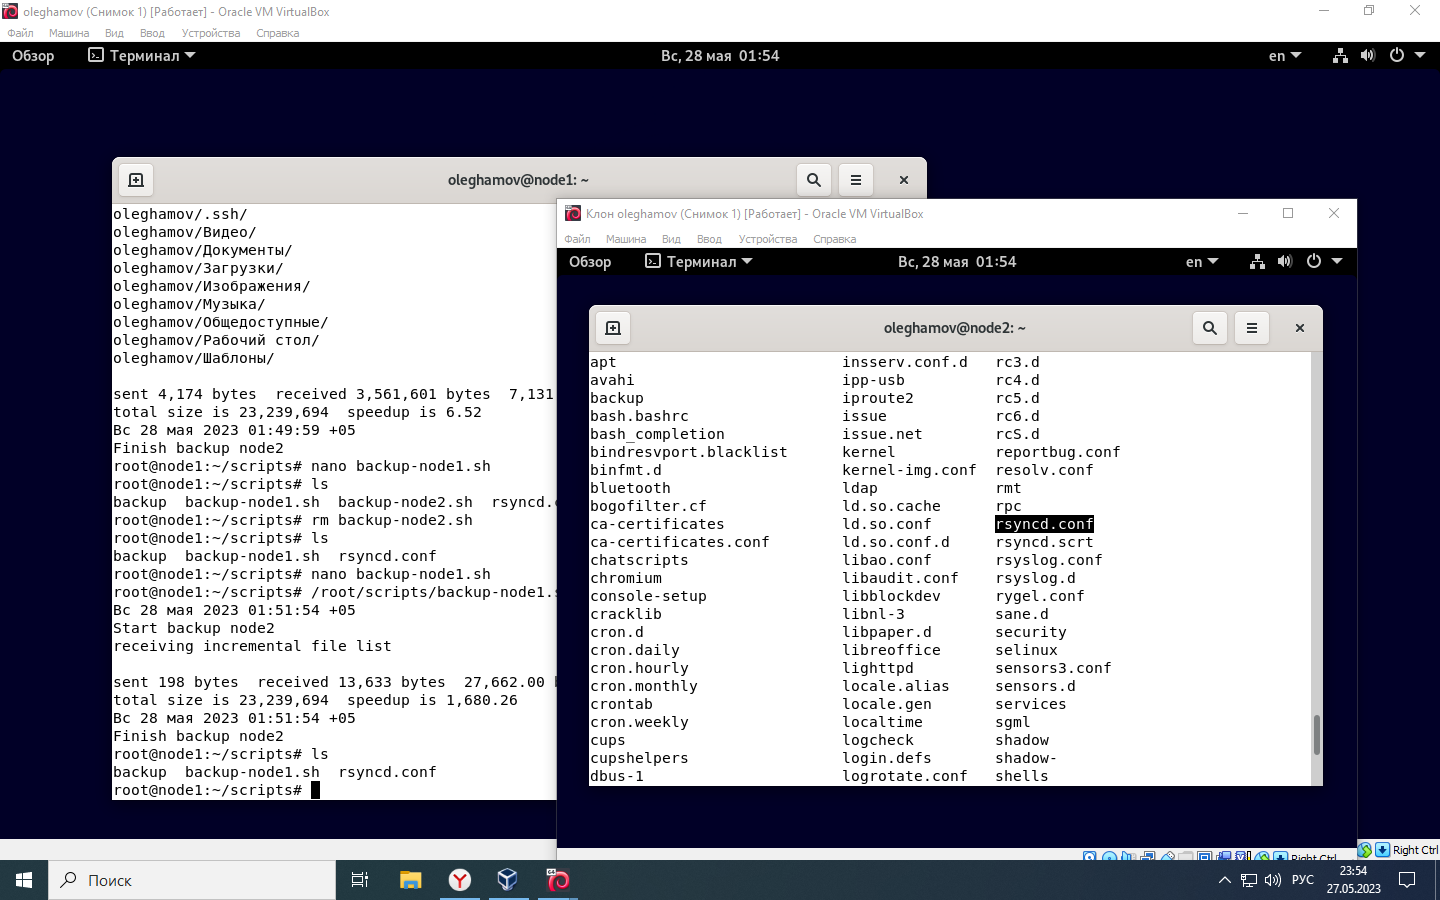 oleghamov (Снимок 1) [Работает] - Oracle VM VirtualBox
Файл Машина Вид Ввод Устройства Справка
Обзор Терминал Вс, 28 мая 01:54 en
oleghamov@node1: ~
oleghamov/.ssh/
oleghamov/Видео/
oleghamov/Документы/
oleghamov/Загрузки/
oleghamov/Изображения/
oleghamov/Музыка/
oleghamov/Общедоступные/
oleghamov/Рабочий стол/
oleghamov/Шаблоны/
sent 4,174 bytes  received 3,561,601 bytes  7,131
total size is 23,239,694  speedup is 6.52
Вс 28 мая 2023 01:49:59 +05
Finish backup node2
root@node1:~/scripts# nano backup-node1.sh
root@node1:~/scripts# ls
backup  backup-node1.sh  backup-node2.sh  rsyncd.
root@node1:~/scripts# rm backup-node2.sh
root@node1:~/scripts# ls
backup  backup-node1.sh  rsyncd.conf
root@node1:~/scripts# nano backup-node1.sh
root@node1:~/scripts# /root/scripts/backup-node1.s
Вс 28 мая 2023 01:51:54 +05
Start backup node2
receiving incremental file list
sent 198 bytes  received 13,633 bytes  27,662.00
total size is 23,239,694  speedup is 1,680.26
Вс 28 мая 2023 01:51:54 +05
Finish backup node2
root@node1:~/scripts# ls
backup  backup-node1.sh  rsyncd.conf
root@node1:~/scripts#
Клон oleghamov (Снимок 1) [Работает] - Oracle VM VirtualBox
Файл Машина Вид Ввод Устройства Справка
Обзор Терминал Вс, 28 мая 01:54 en
oleghamov@node2: ~
apt insserv.conf.d rc3.d
avahi ipp-usb rc4.d
backup iproute2 rc5.d
bash.bashrc issue rc6.d
bash_completion issue.net rcS.d
bindresvport.blacklist kernel reportbug.conf
binfmt.d kernel-img.conf resolv.conf
bluetooth ldap rmt
bogofilter.cf ld.so.cache rpc
ca-certificates ld.so.conf rsyncd.conf
ca-certificates.conf ld.so.conf.d rsyncd.scrt
chatscripts libao.conf rsyslog.conf
chromium libaudit.conf rsyslog.d
console-setup libblockdev rygel.conf
cracklib libnl-3 sane.d
cron.d libpaper.d security
cron.daily libreoffice selinux
cron.hourly lighttpd sensors3.conf
cron.monthly locale.alias sensors.d
crontab locale.gen services
cron.weekly localtime sgml
cups logcheck shadow
cupshelpers login.defs shadow-
dbus-1 logrotate.conf shells
Right Ctrl
Right Ctrl
Поиск
РУС
23:54
27.05.2023